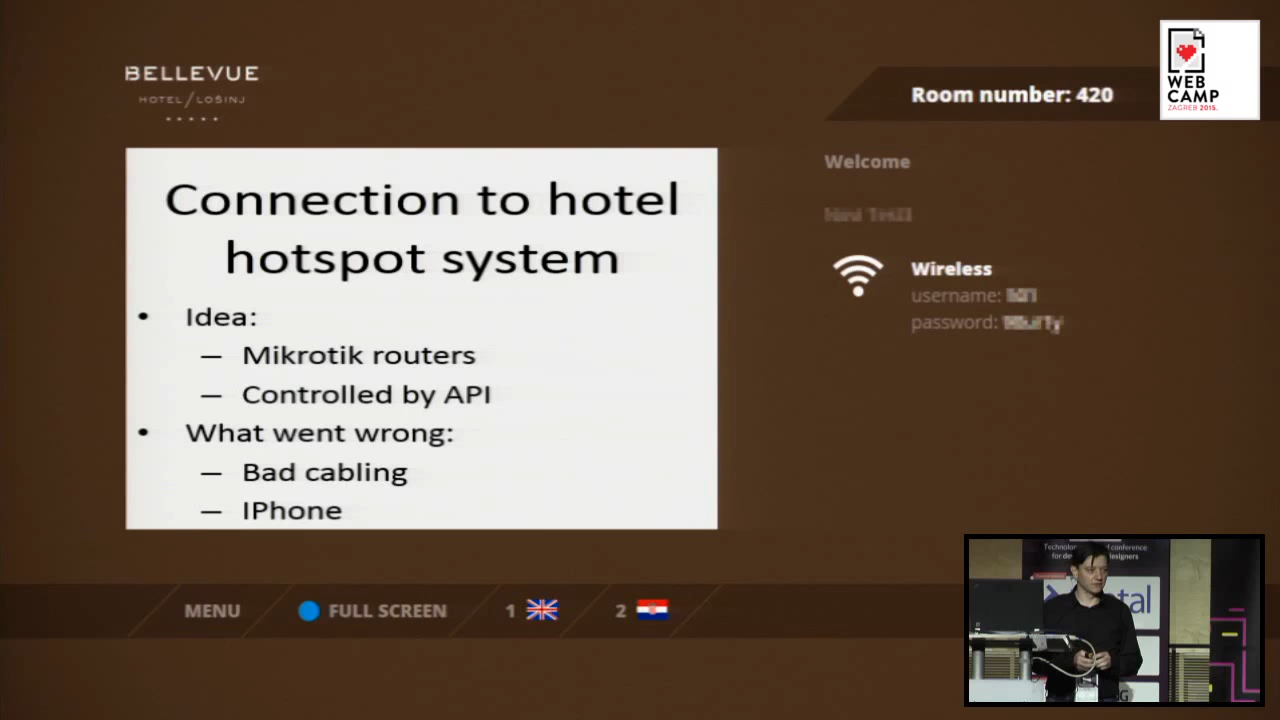 BELLEVUE
HOTEL/LOŠINJ
Room number: 420
WEB
CAMP
ZAGREB 2015.
Connection to hotel
hotspot system
• Idea:
– Mikrotik routers
– Controlled by API
• What went wrong:
– Bad cabling
– IPhone
Welcome
Wireless
username:
password:
MENU
FULL SCREEN
1
2